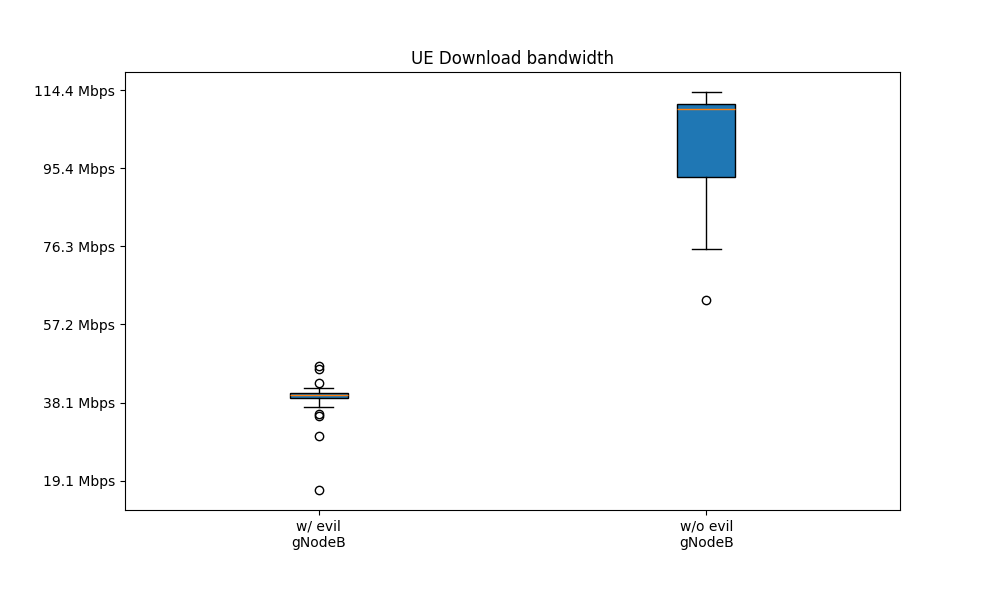 UE Download bandwidth
114.4 Mbps
95.4 Mbps
76.3 Mbps
57.2 Mbps
38.1 Mbps
19.1 Mbps
w/ evil
gNodeB
w/o evil
gNodeB